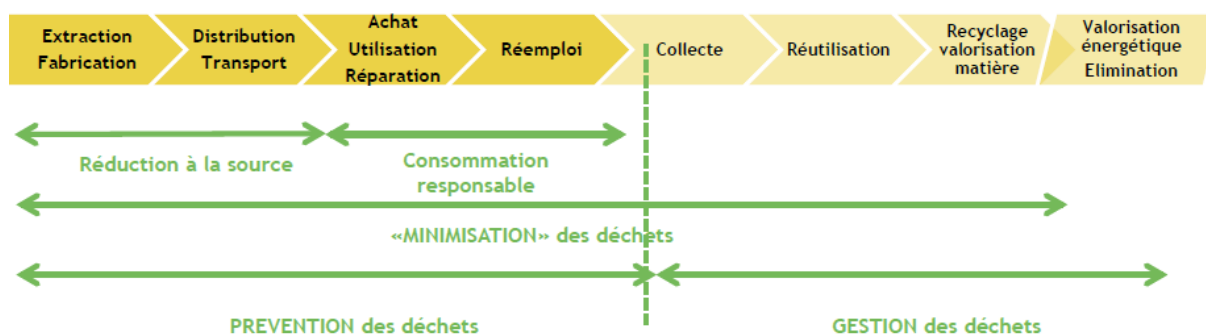 Extraction
Fabrication
Distribution
Transport
Achat
Utilisation
Réparation
Réemploi
Collecte
Réutilisation
Recyclage
valorisation
matière
Valorisation
énergétique
Elimination
Réduction à la source
Consommation
responsable
«MINIMISATION» des déchets
PREVENTION des déchets
GESTION des déchets